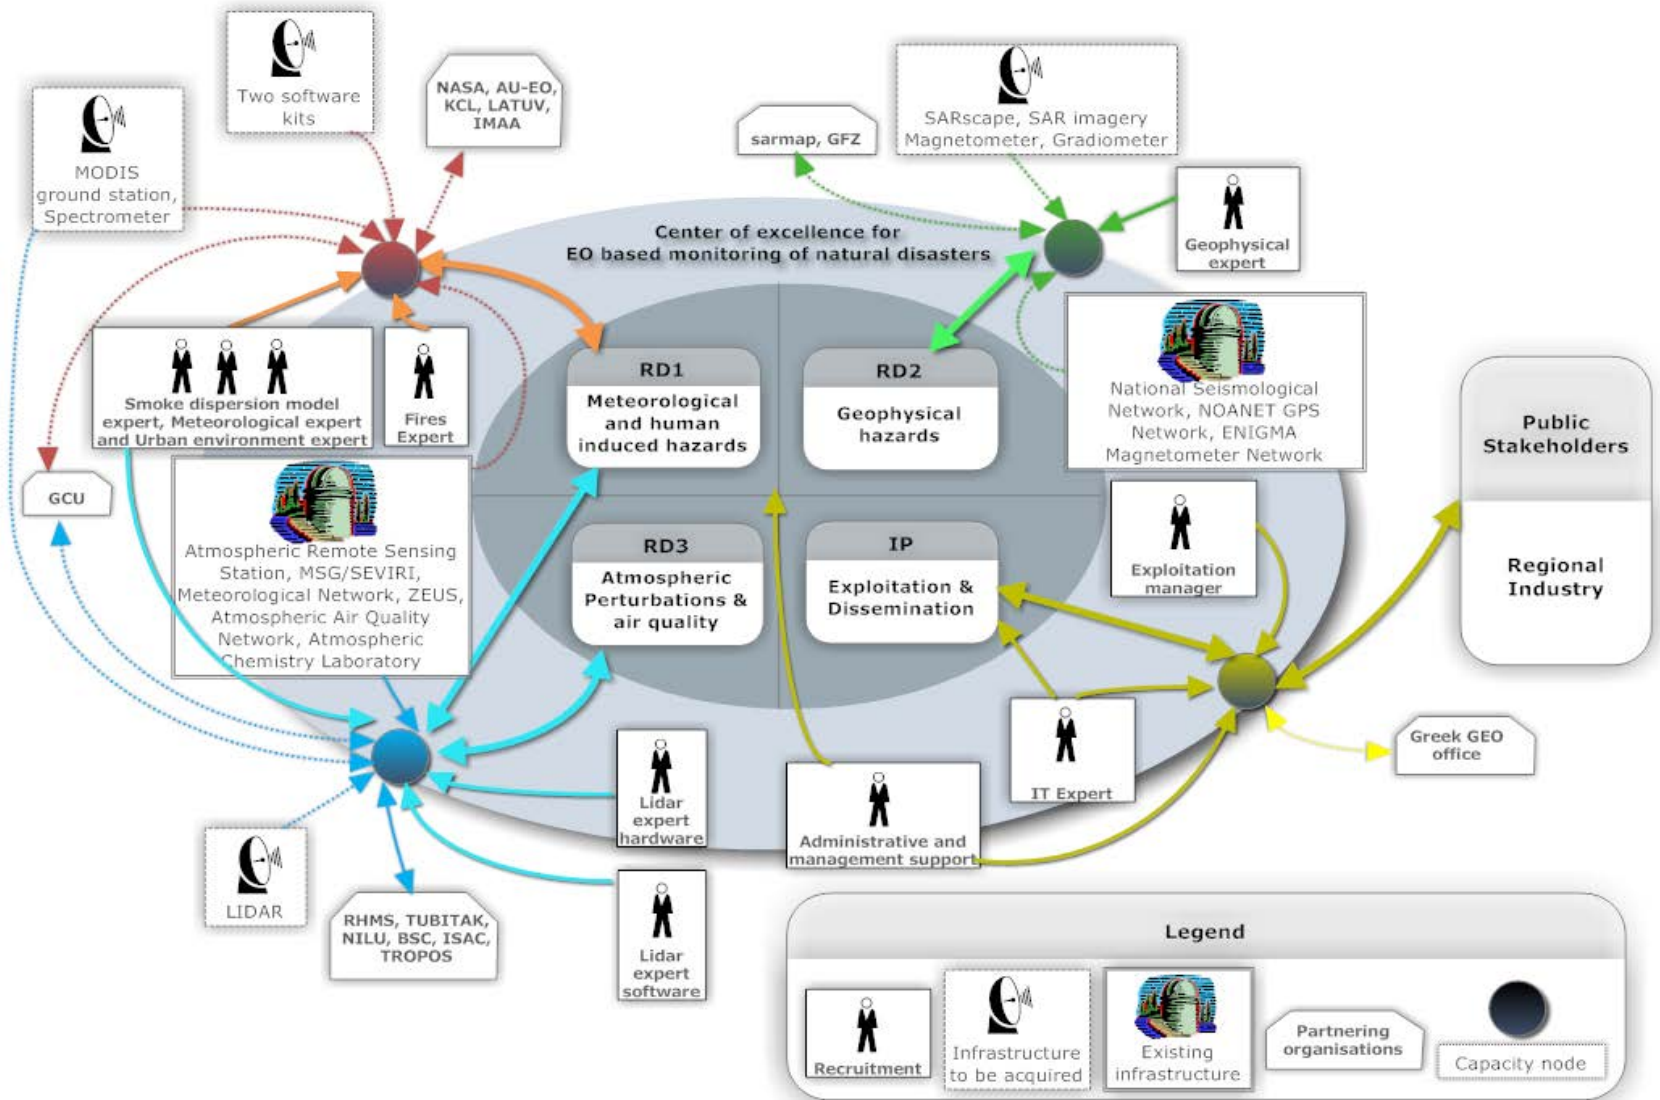 Two software
kits
NASA, AU-EO,
KCL, LATUV,
IMAA
MODIS
ground station,
Spectrometer
sarmap, GFZ
SARscape, SAR imagery
Magnetometer, Gradiometer
Geophysical
expert
Center of excellence for
EO based monitoring of natural disasters
Smoke dispersion model
expert, Meteorological expert
and Urban environment expert
Fires
Expert
RD1
Meteorological
and human
induced hazards
RD2
Geophysical
hazards
National Seismological
Network, NOANET GPS
Network, ENIGMA
Magnetometer Network
Public
Stakeholders
Regional
Industry
GCU
Atmospheric Remote Sensing
Station, MSG/SEVIRI,
Meteorological Network, ZEUS,
Atmospheric Air Quality
Network, Atmospheric
Chemistry Laboratory
RD3
Atmospheric
Perturbations &
air quality
IP
Exploitation &
Dissemination
Exploitation
manager
Greek GEO
office
IT Expert
Lidar
expert
hardware
Administrative and
management support
LIDAR
RHMS, TUBITAK,
NILU, BSC, ISAC,
TROPOS
Lidar
expert
software
Legend
Recruitment
Infrastructure
to be acquired
Existing
infrastructure
Partnering
organisations
Capacity node